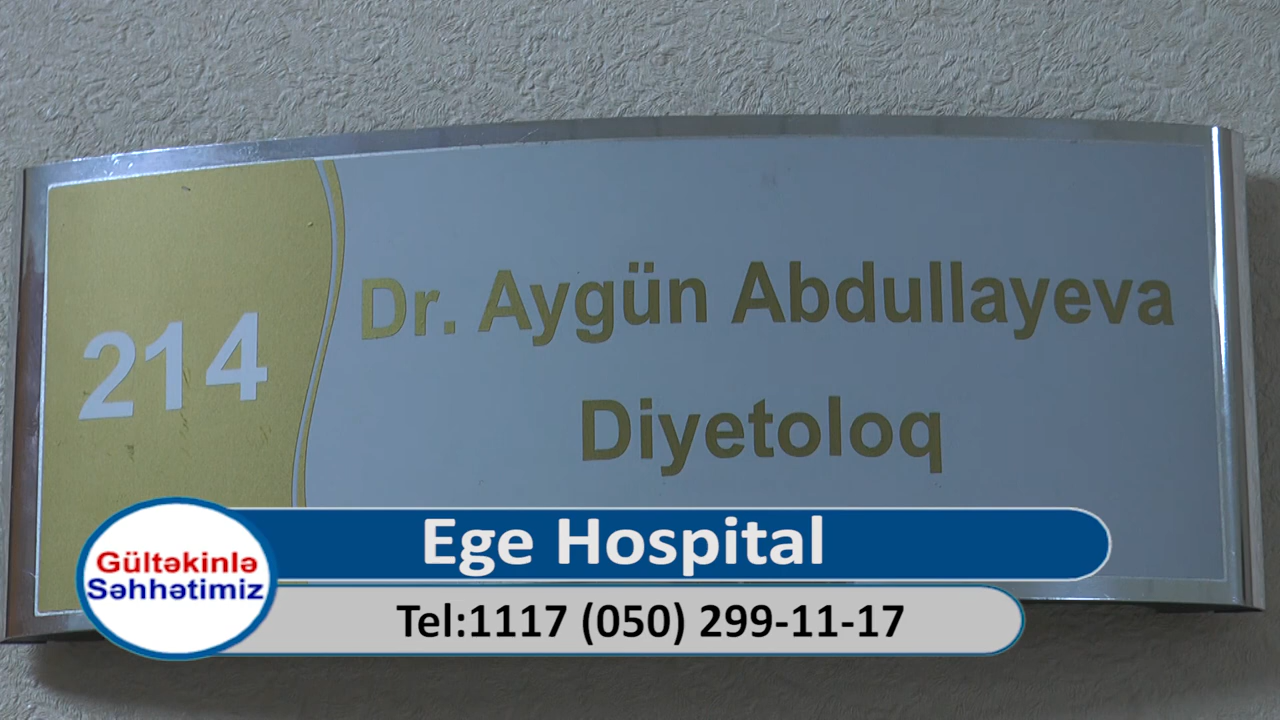 214
Dr. Aygün Abdullayeva
Diyetoloq
Ege Hospital
Gültəkinlə
Səhhətimiz
Tel:1117 (050) 299-11-17